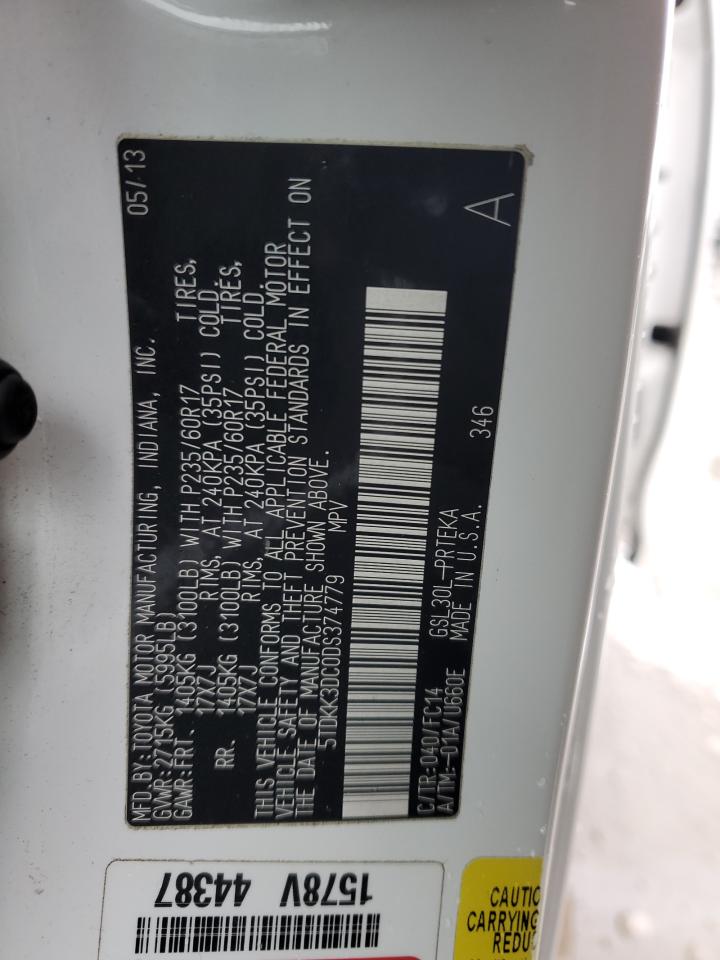 MFD.BY:TOYOTA MOTOR MANUFACTURING, INDIANA, INC. 05/13
GVWR:2715KG (5995LB)
GAWR:FRT. 1405KG (3100LB) WITH P235/60R17 TIRES,
17X7J RIMS, AT 240KPA (35PSI) COLD.
RR. 1405KG (3100LB) WITH P235/60R17 TIRES,
17X7J RIMS, AT 240KPA (35PSI) COLD.
THIS VEHICLE CONFORMS TO ALL APPLICABLE FEDERAL MOTOR
VEHICLE SAFETY AND THEFT PREVENTION STANDARDS IN EFFECT ON
THE DATE OF MANUFACTURE SHOWN ABOVE.
5TDKK3DC0DS374779 MPV
C/TR:040/FC14 GSL30L-PRTEKA 346 A
A/TM:-01A/U660E MADE IN U.S.A.
1578V 44387
CAUTIO
CARRYING
REDUC